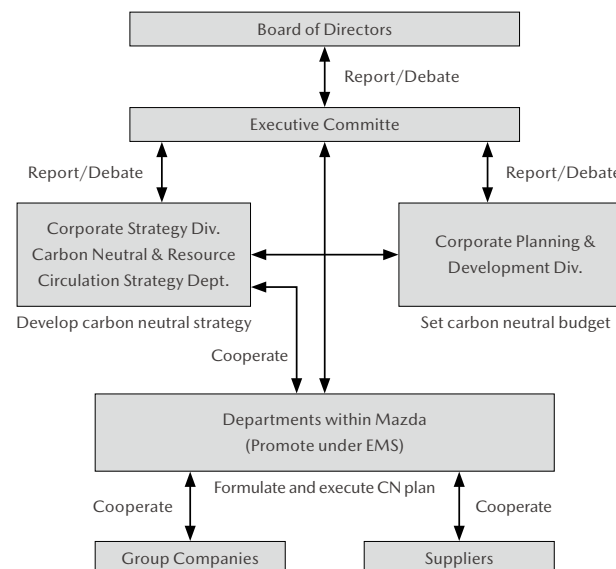 Board of Directors
Report/Debate
Executive Committe
Report/Debate
Report/Debate
Corporate Strategy Div.
Carbon Neutral & Resource
Circulation Strategy Dept.
Corporate Planning &
Development Div.
Develop carbon neutral strategy
Set carbon neutral budget
Cooperate
Departments within Mazda
(Promote under EMS)
Formulate and execute CN plan
Cooperate
Cooperate
Group Companies
Suppliers